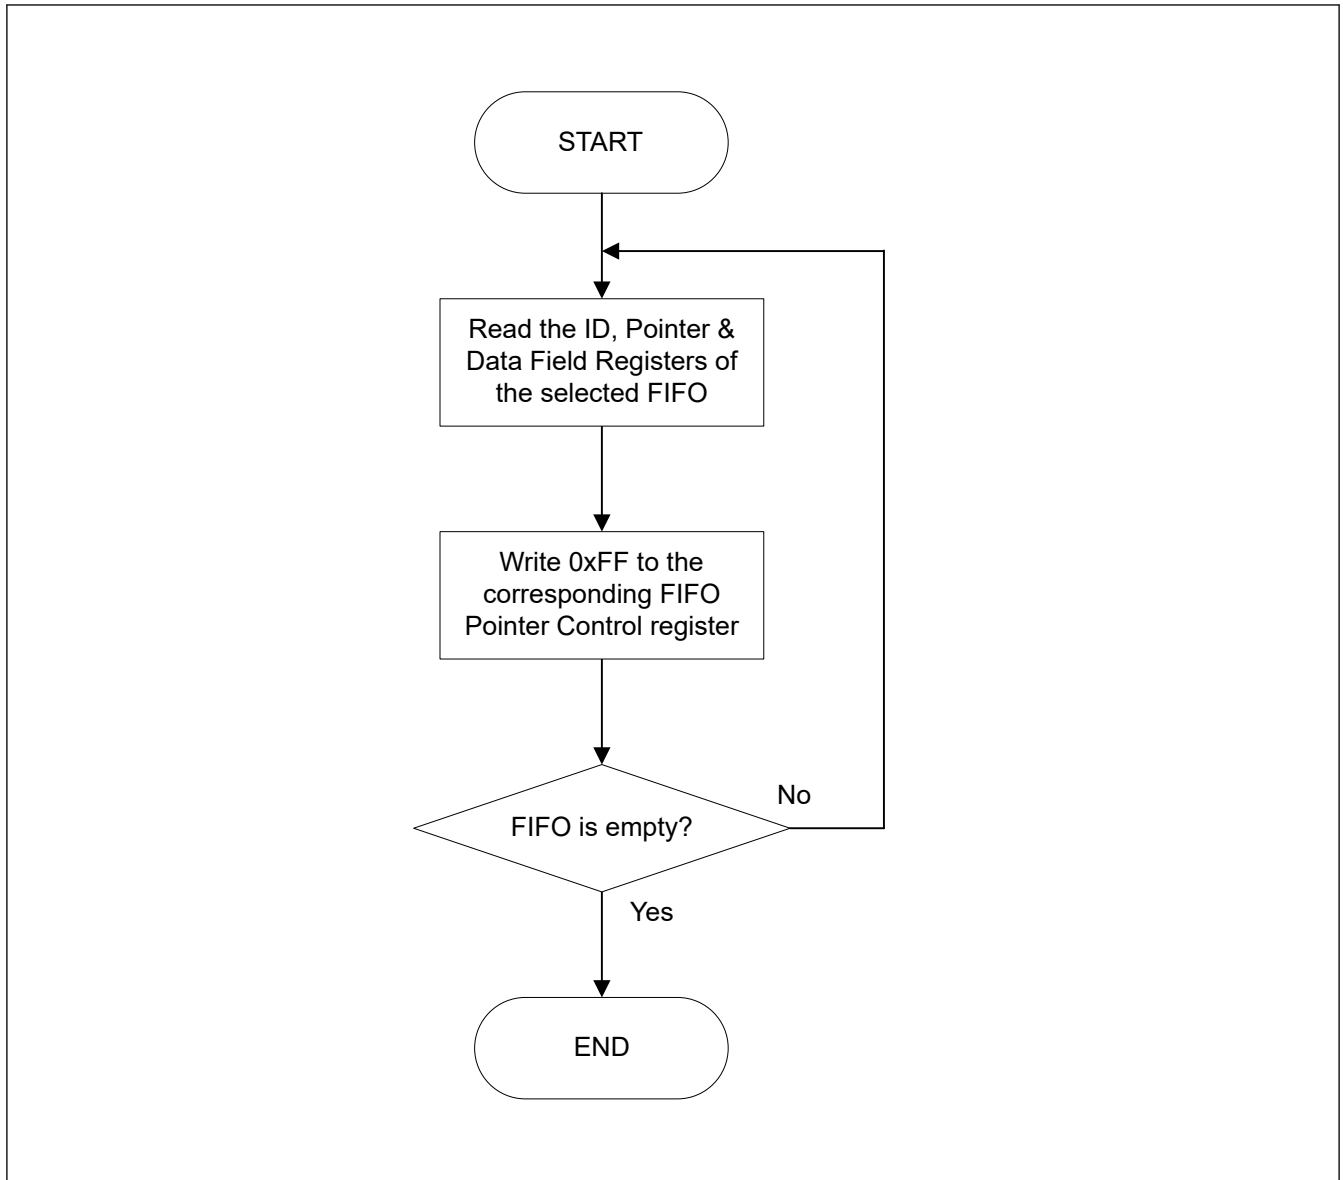 START
Read the ID, Pointer &
Data Field Registers of
the selected FIFO
Write 0xFF to the
corresponding FIFO
Pointer Control register
No
FIFO is empty?
Yes
END